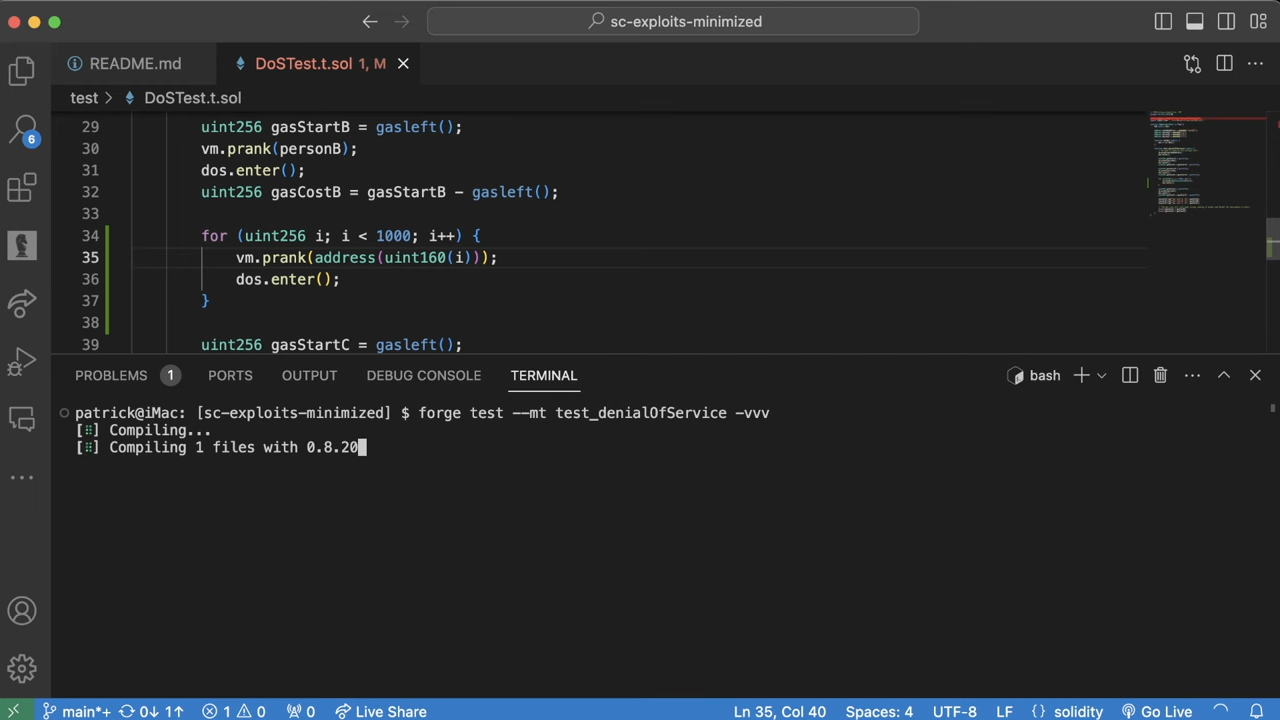 sc-exploits-minimized
README.md
DoSTest.t.sol 1, M
test > DoSTest.t.sol
29 uint256 gasStartB = gasleft();
30 vm.prank(personB);
31 dos.enter();
32 uint256 gasCostB = gasStartB - gasleft();
33
34 for (uint256 i; i < 1000; i++) {
35 vm.prank(address(uint160(i)));
36 dos.enter();
37 }
38
39 uint256 gasStartC = gasleft();
6
PROBLEMS 1 PORTS OUTPUT DEBUG CONSOLE TERMINAL
bash
patrick@iMac: [sc-exploits-minimized] $ forge test --mt test_denialOfService -vvv
[⠿] Compiling...
[⠿] Compiling 1 files with 0.8.20
main*+ 0↓ 1↑ 1 0 0 Live Share Ln 35, Col 40 Spaces: 4 UTF-8 LF {} solidity Go Live